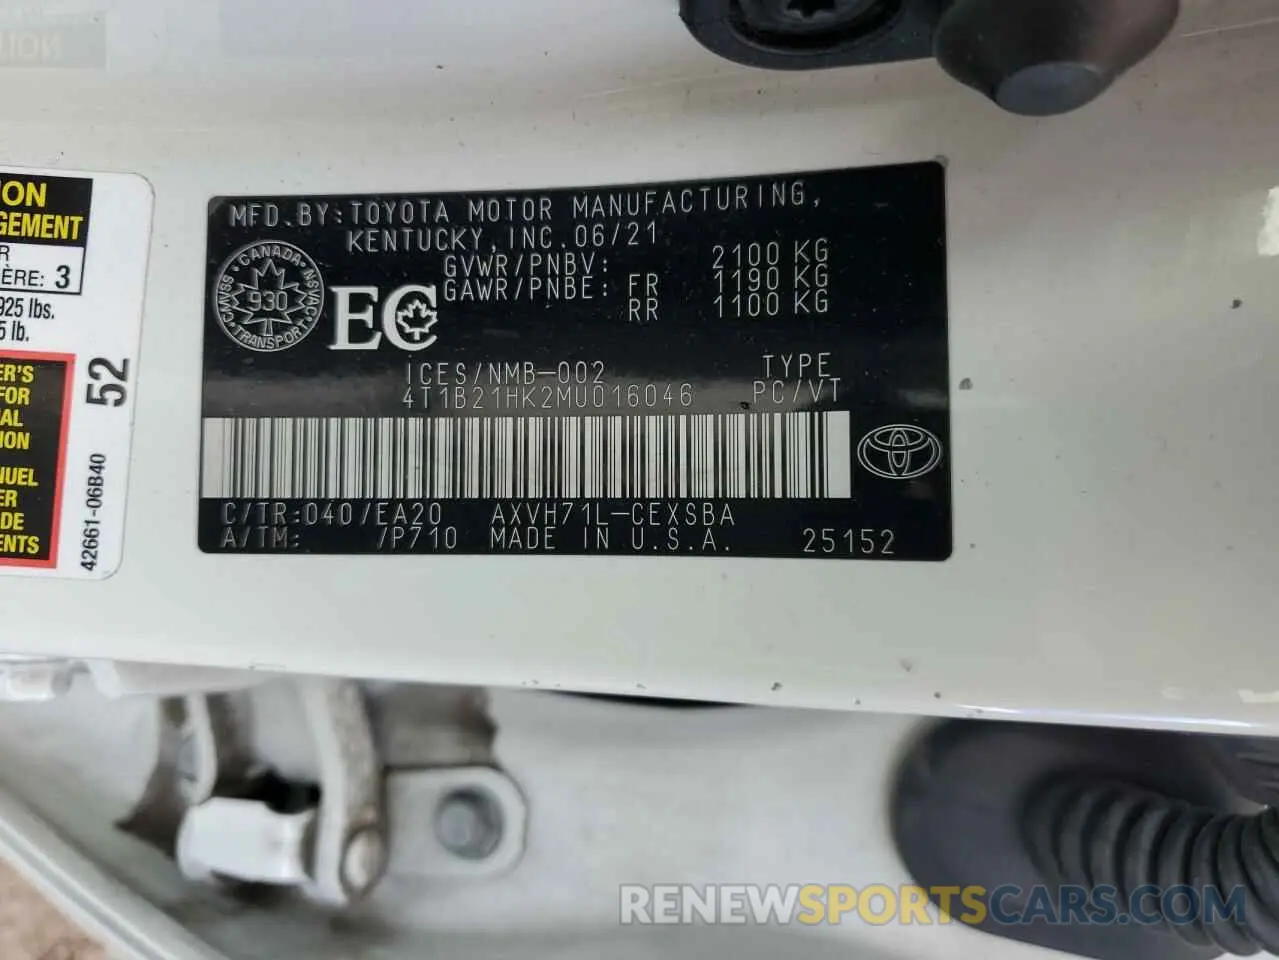 ION
GEMENT
R
ÈRE: 3
925 lbs.
5 lb.
ER'S
FOR
AL
ION
NUEL
ER
DE
ENTS
52
42661-06B40
MFD.BY:TOYOTA MOTOR MANUFACTURING,
KENTUCKY,INC.06/21
GVWR/PNBV: 2100 KG
GAWR/PNBE: FR 1190 KG
RR 1100 KG
CANADA
CMVSS NSVAC
930
TRANSPORT
EC
ICES/NMB-002 TYPE
4T1B21HK2MU016046 PC/VT
C/TR:040/EA20 AXVH71L-CEXSBA
A/TM: /P710 MADE IN U.S.A. 25152
RENEWSPORTSCARS.COM